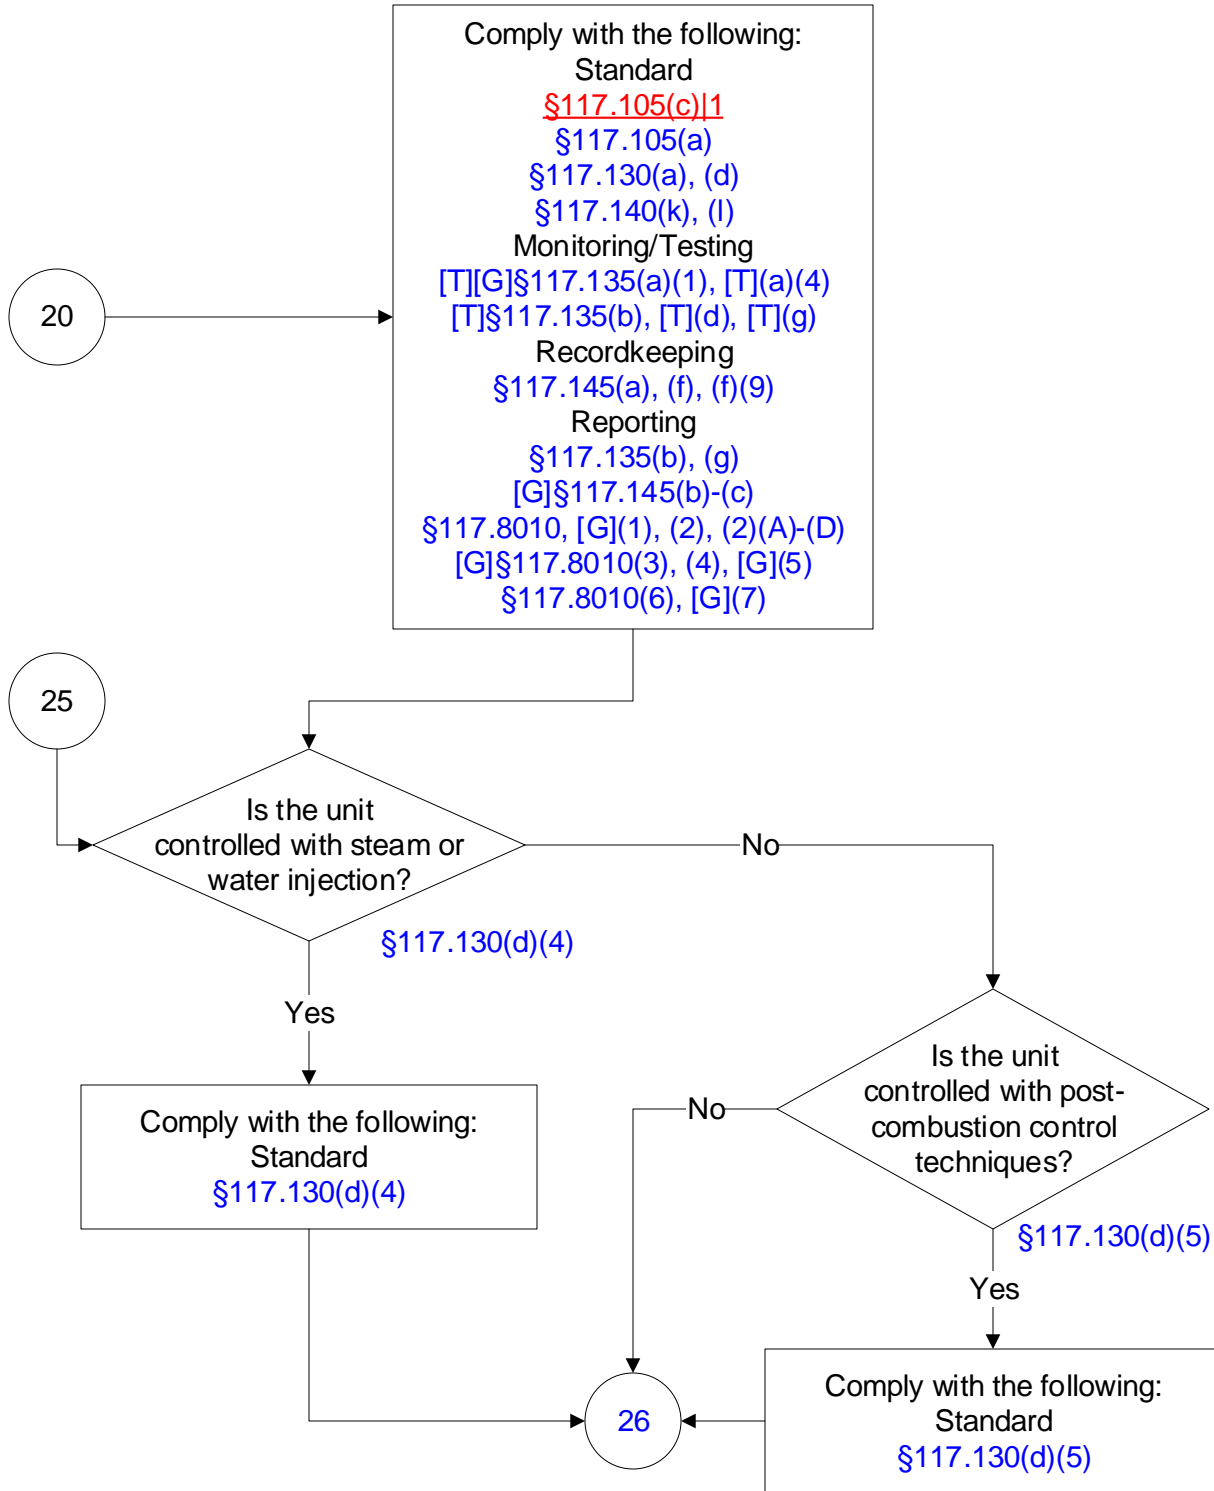 Comply with the following:
Standard
§117.105(c)|1
§117.105(a)
§117.130(a), (d)
§117.140(k), (l)
Monitoring/Testing
[T][G]§117.135(a)(1), [T](a)(4)
[T]§117.135(b), [T](d), [T](g)
Recordkeeping
§117.145(a), (f), (f)(9)
Reporting
§117.135(b), (g)
[G]§117.145(b)-(c)
§117.8010, [G](1), (2), (2)(A)-(D)
[G]§117.8010(3), (4), [G](5)
§117.8010(6), [G](7)
20
25
Is the unit
controlled with steam or
water injection?
No
§117.130(d)(4)
Yes
Comply with the following:
Standard
§117.130(d)(4)
Is the unit
controlled with post-
combustion control
techniques?
No
§117.130(d)(5)
Yes
Comply with the following:
Standard
§117.130(d)(5)
26